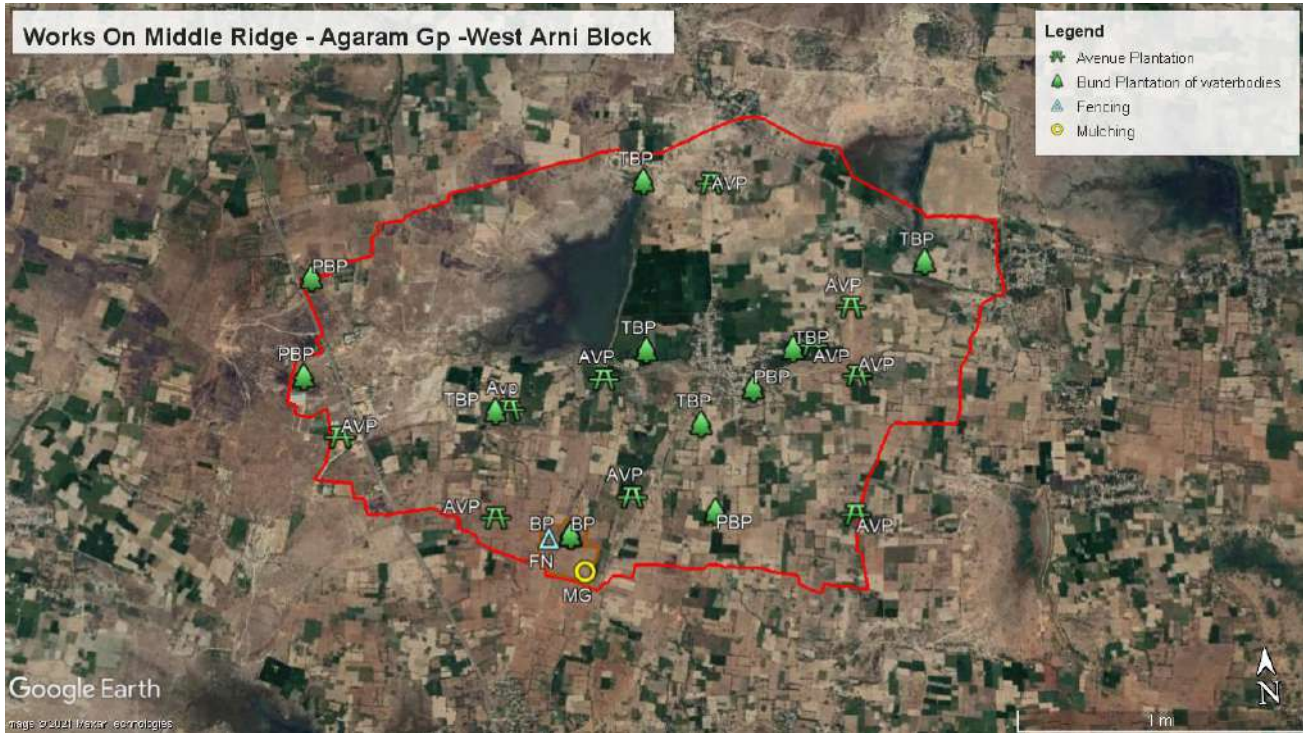 Works On Middle Ridge - Agaram Gp -West Arni Block
Legend
Avenue Plantation
Bund Plantation of waterbodies
Fencing
Mulching
TBP
AVP
TBP
PBP
AVP
TBP
TBP
AVP
AVP
AVP
PBP
PBP
Avp
TBP
TBP
AVP
AVP
AVP
PBP
AVP
BP
BP
FN
MG
Google Earth
N
1 mi